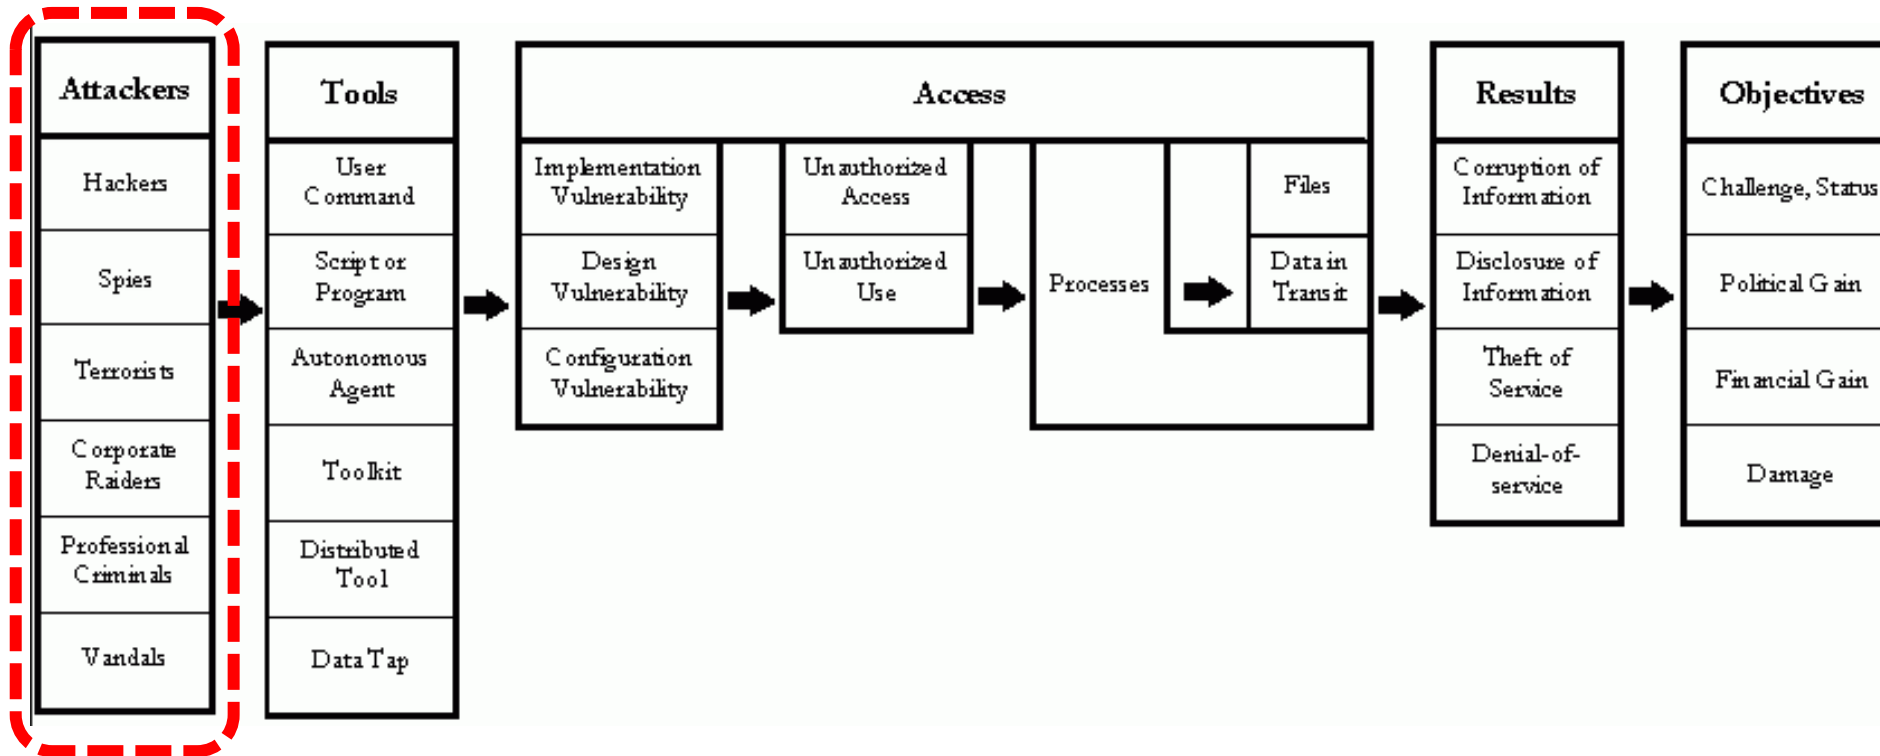 Attackers
Hackers
Spies
Terrorists
Corporate
Raiders
Professional
Criminals
Vandals
Tools
User
Command
Script or
Program
Autonomous
Agent
Toolkit
Distributed
Tool
Data Tap
Access
Implementation
Vulnerability
Design
Vulnerability
Configuration
Vulnerability
Unauthorized
Access
Unauthorized
Use
Processes
Files
Data in
Transit
Results
Corruption of
Information
Disclosure of
Information
Theft of
Service
Denial-of-
service
Objectives
Challenge, Status
Political Gain
Financial Gain
Damage